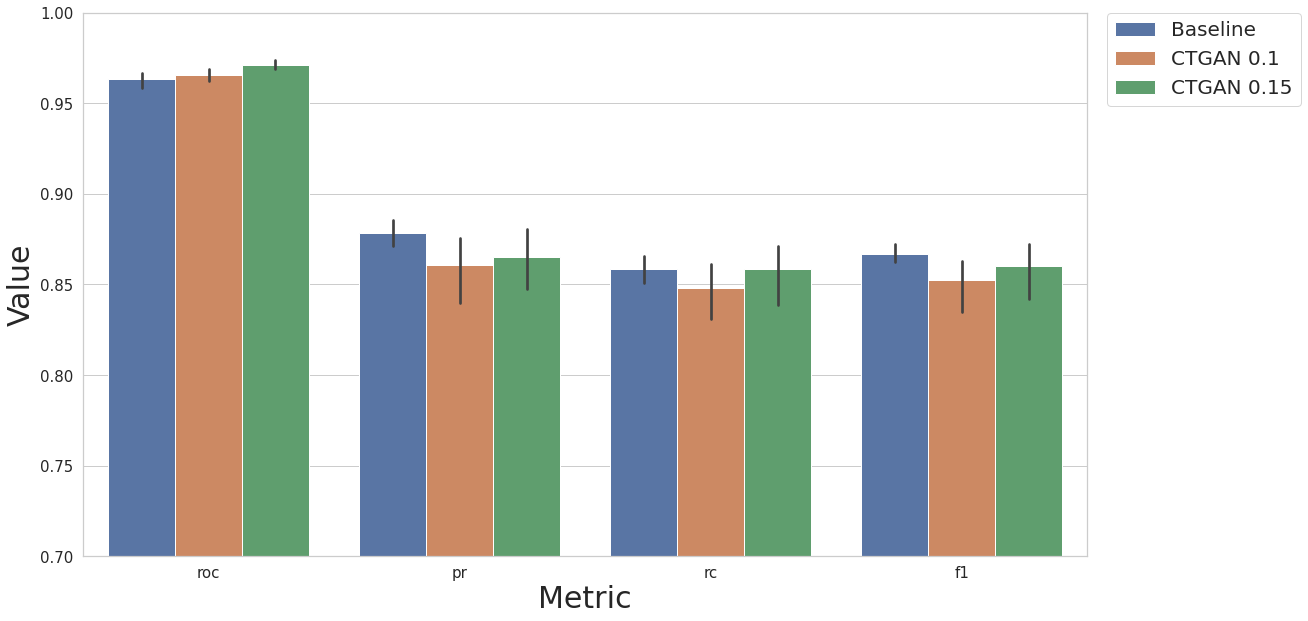 1.00
0.95
0.90
0.85
0.80
0.75
0.70
Value
roc
pr
rc
f1
Metric
Baseline
CTGAN 0.1
CTGAN 0.15